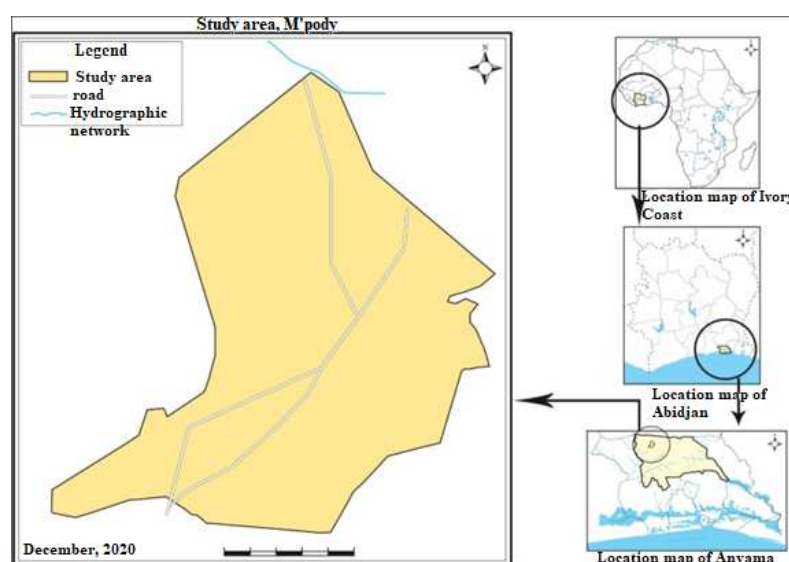 Study area, M'pody
Legend
Study area
road
Hydrographic
network
N
December, 2020
Location map of Ivory
Coast
Location map of
Abidjan
Location map of Anyama